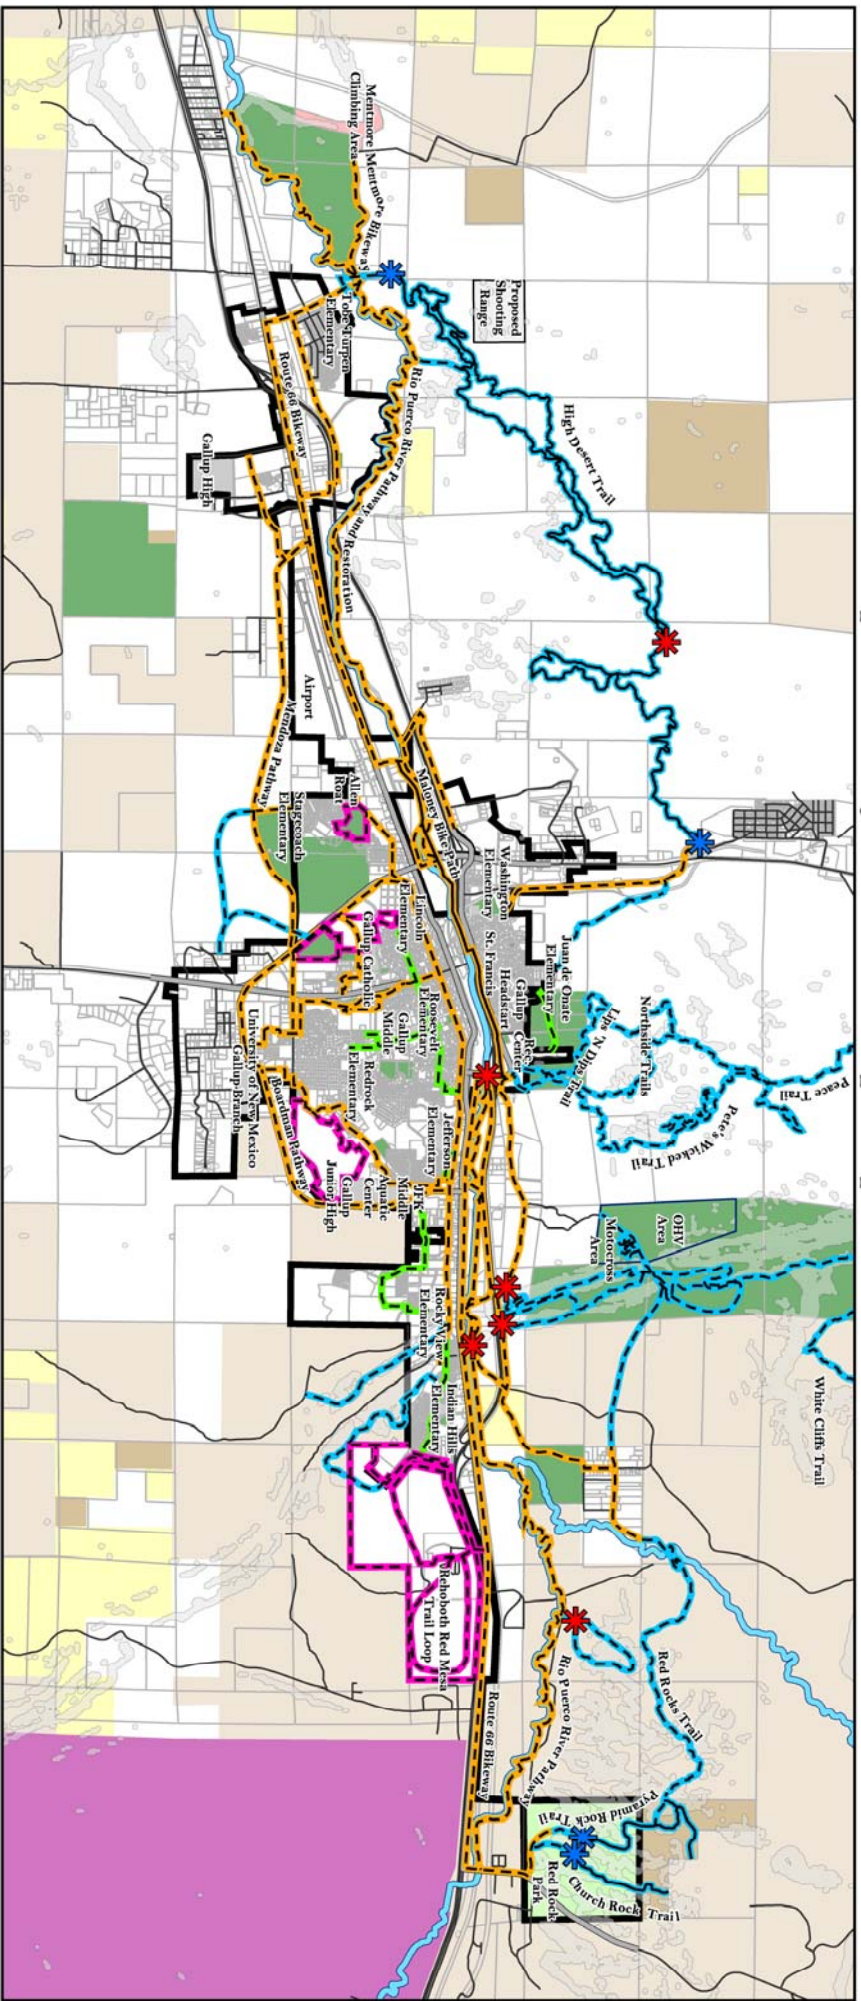 Mentmore
Climbing Area
Mentmore Bikeway
Proposed
Shooting
Range
Tobe Turpen
Elementary
Route 66 Bikeway
Gallup High
Rio Puerco River Pathway and Restoration
High Desert Trail
Airport
Mendoza Pathway
Allen
Roat
Stagecoach
Elementary
Maloney Bike Path
Washington
Elementary
Lincoln
Elementary
Gallup Catholic
St. Francis
Headstart
Gallup
Rec.
Center
Juan de Onate
Elementary
Northside Trails
Lips 'N Dips Trail
Peace Trail
Pete's Wicked Trail
Roosevelt
Elementary
Gallup
Middle
Redrock
Elementary
University of New Mexico
Gallup Branch
Boardman Pathway
Jefferson
Elementary
JFK
Middle
Aquatic
Center
Gallup
Junior High
OHV
Area
Motocross
Area
White Cliffs Trail
Rocky View
Elementary
Indian Hills
Elementary
Rehoboth Red Mesa
Trail Loop
Route 66 Bikeway
Rio Puerco River Pathway
Red Rocks Trail
Pyramid Rock Trail
Red Rock
Park
Church Rock Trail